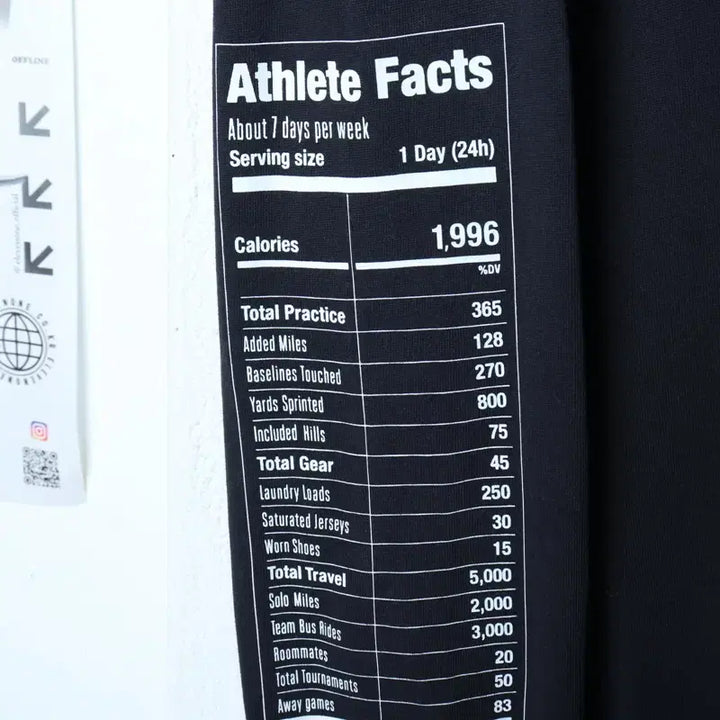 OFFLINE
Athlete Facts
About 7 days per week
Serving size 1 Day (24h)
Calories 1,996
%DV
Total Practice 365
Added Miles 128
Baselines Touched 270
Yards Sprinted 800
Included Hills 75
Total Gear 45
Laundry Loads 250
Saturated Jerseys 30
Worn Shoes 15
Total Travel 5,000
Solo Miles 2,000
Team Bus Rides 3,000
Roommates 20
Total Tournaments 50
Away games 83